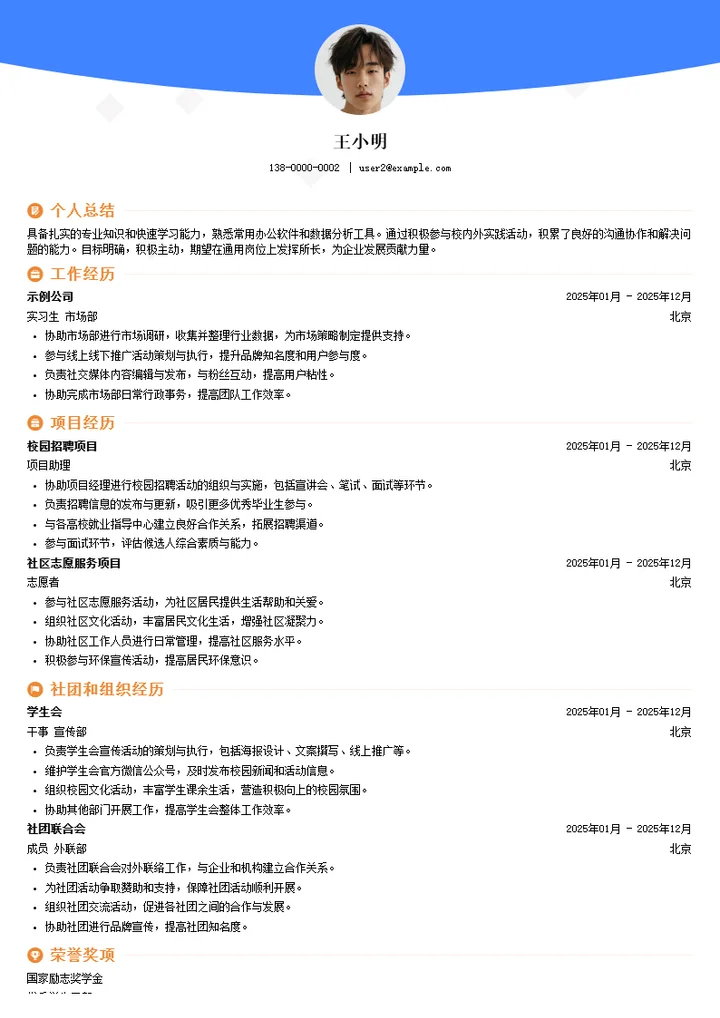 王小明
138-0000-0002 | user2@example.com
个人总结
具备扎实的专业知识和快速学习能力，熟悉常用办公软件和数据分析工具。通过积极参与校内外实践活动，积累了良好的沟通协作和解决问
题的能力。目标明确，积极主动，期望在通用岗位上发挥所长，为企业发展贡献力量。
工作经历
示例公司 2025年01月 - 2025年12月
实习生 市场部 北京
• 协助市场部进行市场调研，收集并整理行业数据，为市场策略制定提供支持。
• 参与线上线下推广活动策划与执行，提升品牌知名度和用户参与度。
• 负责社交媒体内容编辑与发布，与粉丝互动，提高用户粘性。
• 协助完成市场部日常行政事务，提高团队工作效率。
项目经历
校园招聘项目 2025年01月 - 2025年12月
项目助理 北京
• 协助项目经理进行校园招聘活动的组织与实施，包括宣讲会、笔试、面试等环节。
• 负责招聘信息的发布与更新，吸引更多优秀毕业生参与。
• 与各高校就业指导中心建立良好合作关系，拓展招聘渠道。
• 参与面试环节，评估候选人综合素质与能力。
社区志愿服务项目 2025年01月 - 2025年12月
志愿者 北京
• 参与社区志愿服务活动，为社区居民提供生活帮助和关爱。
• 组织社区文化活动，丰富居民文化生活，增强社区凝聚力。
• 协助社区工作人员进行日常管理，提高社区服务水平。
• 积极参与环保宣传活动，提高居民环保意识。
社团和组织经历
学生会 2025年01月 - 2025年12月
干事 宣传部 北京
• 负责学生会宣传活动的策划与执行，包括海报设计、文案撰写、线上推广等。
• 维护学生会官方微信公众号，及时发布校园新闻和活动信息。
• 组织校园文化活动，丰富学生课余生活，营造积极向上的校园氛围。
• 协助其他部门开展工作，提高学生会整体工作效率。
社团联合会 2025年01月 - 2025年12月
成员 外联部 北京
• 负责社团联合会对外联络工作，与企业和机构建立合作关系。
• 为社团活动争取赞助和支持，保障社团活动顺利开展。
• 组织社团交流活动，促进各社团之间的合作与发展。
• 协助社团进行品牌宣传，提高社团知名度。
荣誉奖项
国家励志奖学金